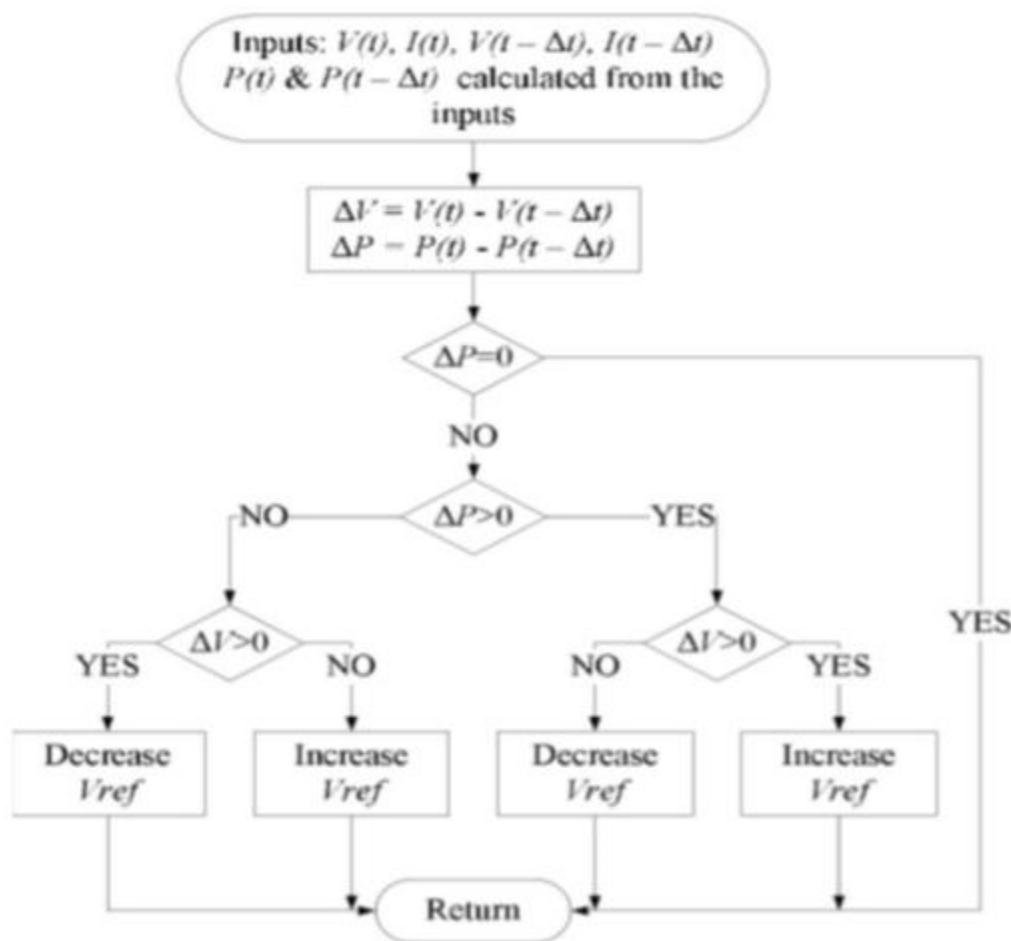 Inputs: V(t), I(t), V(t – Δt), I(t – Δt)
P(t) & P(t – Δt) calculated from the
inputs
ΔV = V(t) - V(t – Δt)
ΔP = P(t) - P(t – Δt)
ΔP=0
NO
ΔP>0
NO
YES
ΔV>0
ΔV>0
YES
YES
NO
NO
YES
Decrease
Vref
Increase
Vref
Decrease
Vref
Increase
Vref
Return